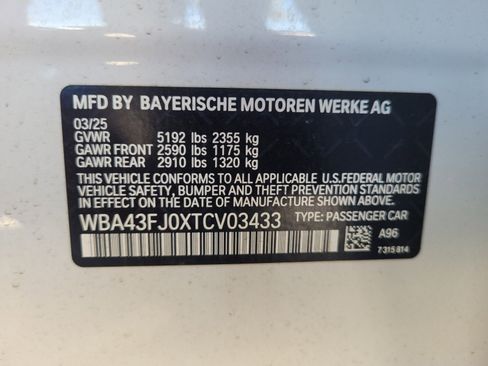 MFD BY BAYERISCHE MOTOREN WERKE AG
03/25
GVWR 5192 lbs 2355 kg
GAWR FRONT 2590 lbs 1175 kg
GAWR REAR 2910 lbs 1320 kg
THIS VEHICLE CONFORMS TO ALL APPLICABLE U.S.FEDERAL MOTOR
VEHICLE SAFETY, BUMPER AND THEFT PREVENTION STANDARDS
IN EFFECT ON THE DATE OF MANUFACTURE SHOWN ABOVE.
WBA43FJ0XTCV03433 TYPE: PASSENGER CAR
A96
7315814